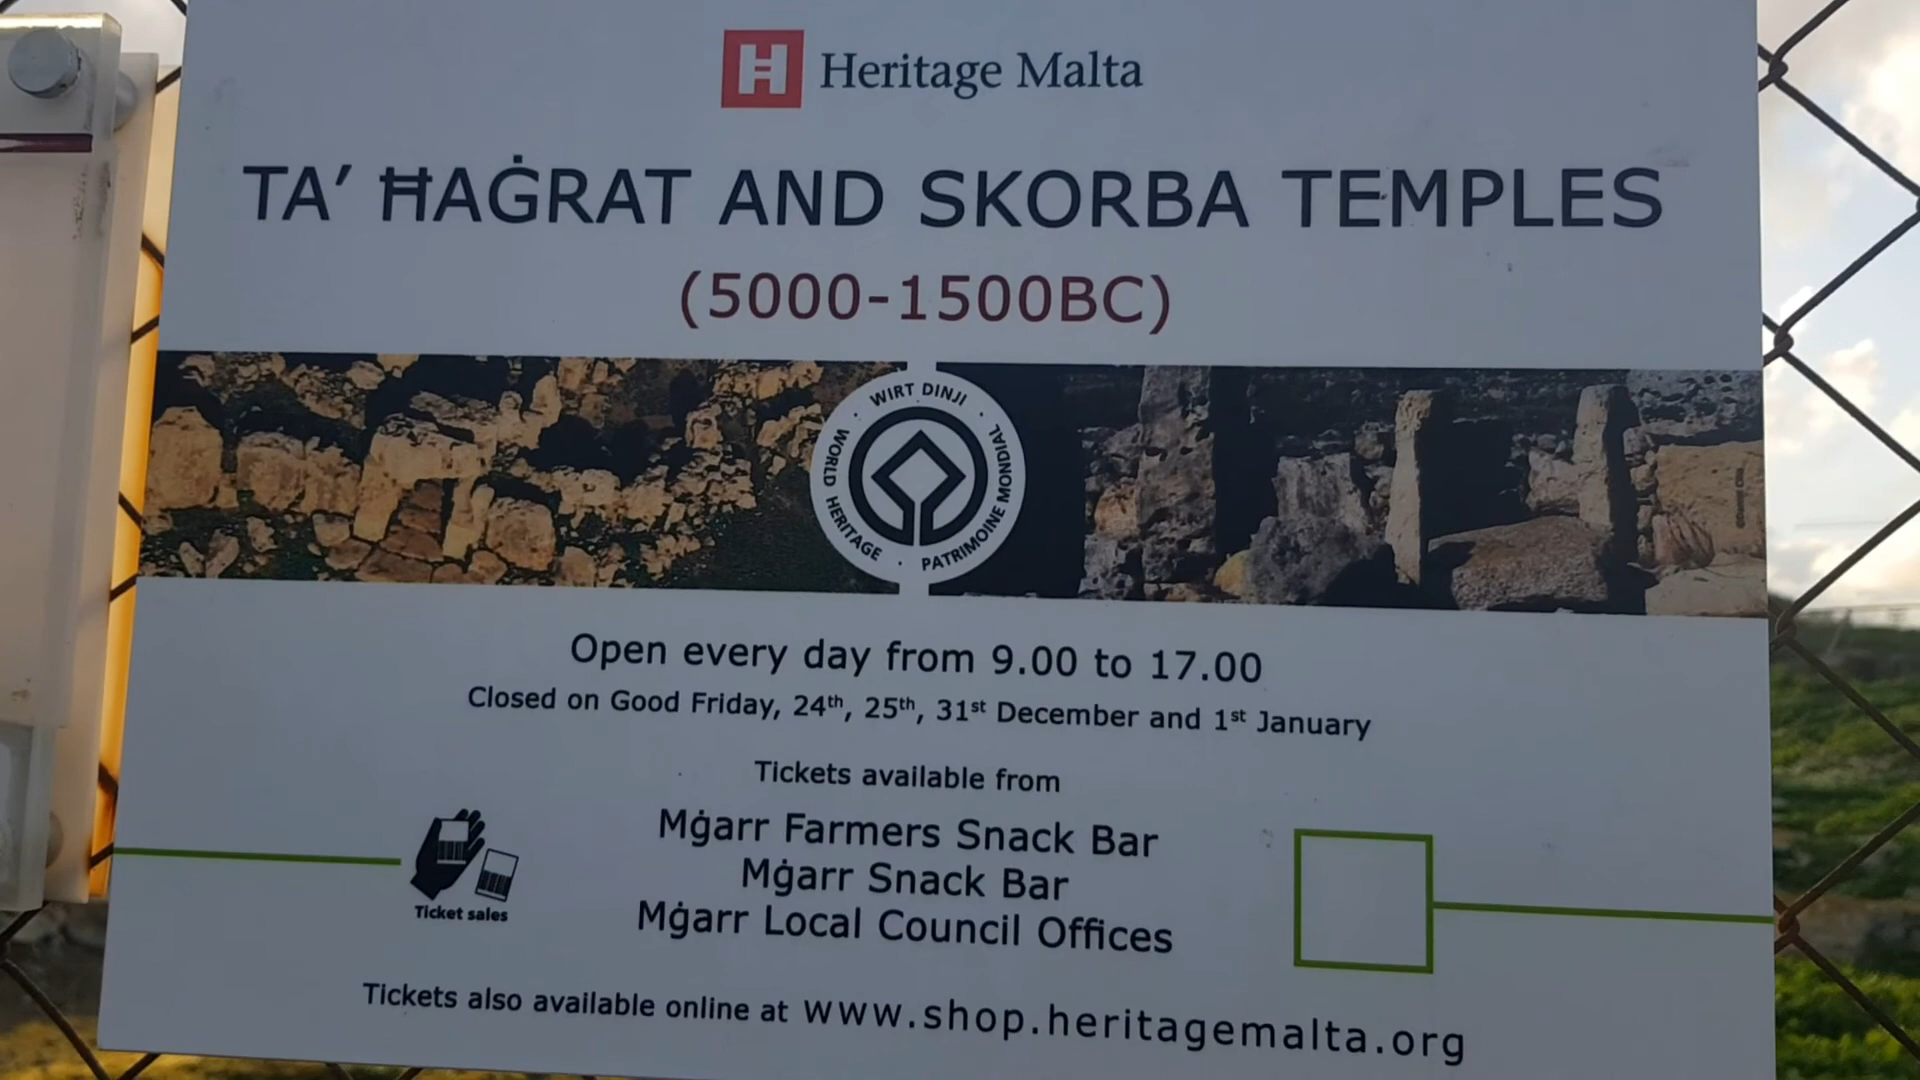 Heritage Malta
TA' ĦAĠRAT AND SKORBA TEMPLES
(5000-1500BC)
· WIRT DINJI ·
WORLD HERITAGE · PATRIMOINE MONDIAL
Open every day from 9.00 to 17.00
Closed on Good Friday, 24th, 25th, 31st December and 1st January
Tickets available from
Mġarr Farmers Snack Bar
Mġarr Snack Bar
Mġarr Local Council Offices
Ticket sales
Tickets also available online at www.shop.heritagemalta.org